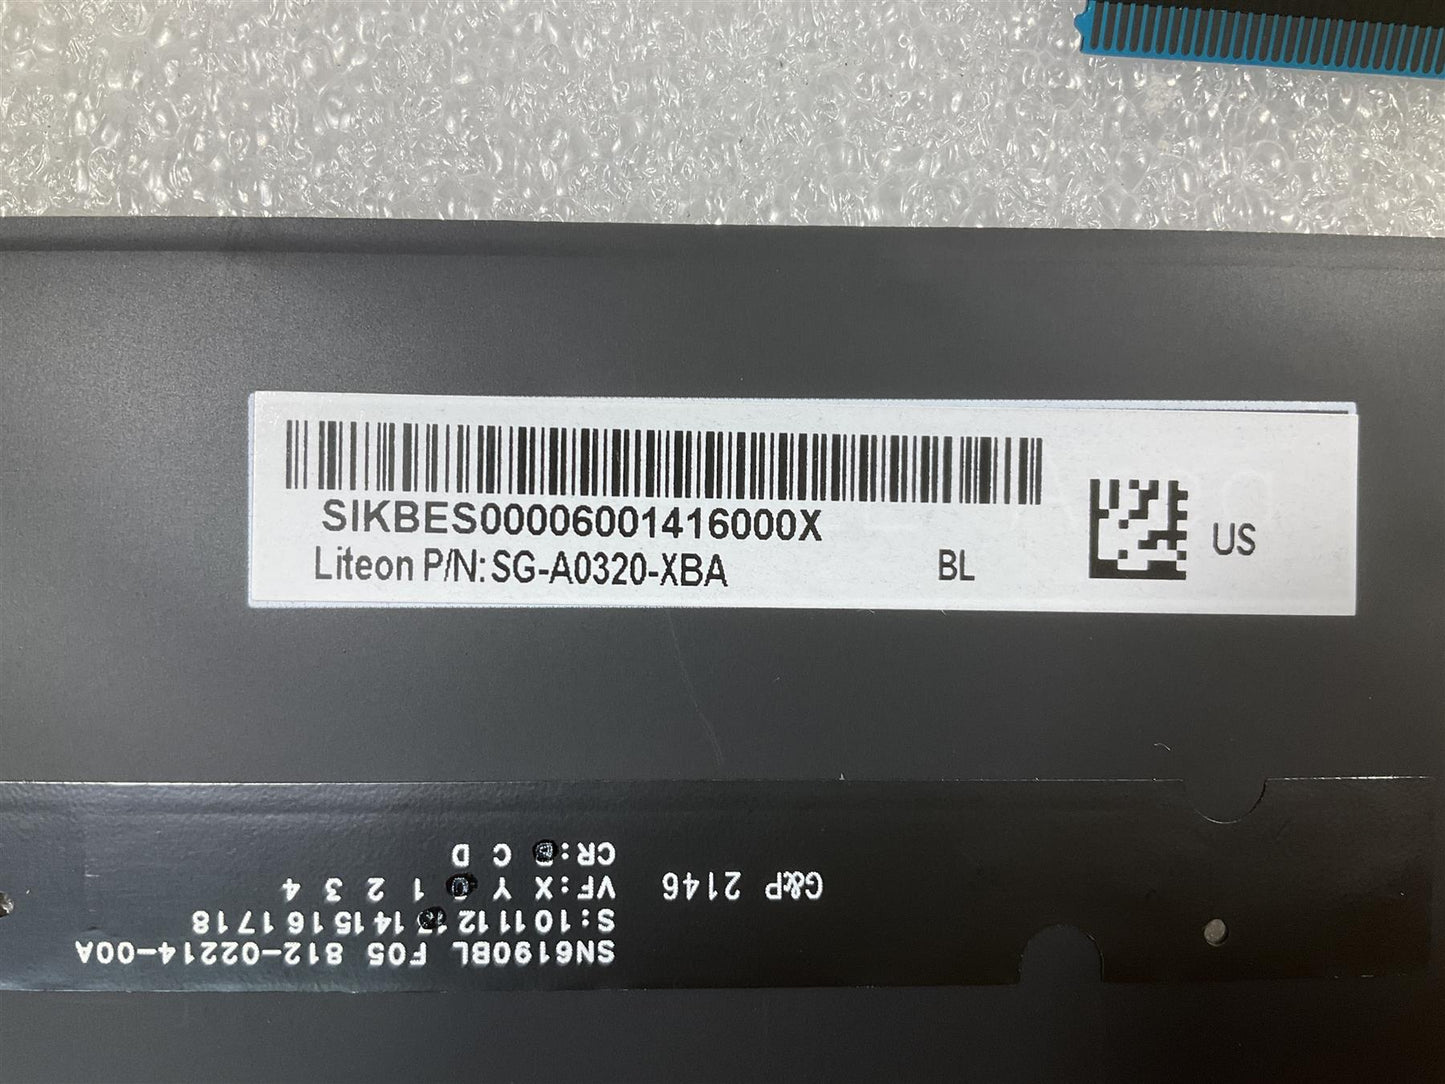 SIKBES00006001416000X
Liteon P/N: SG-A0320-XBA
BL
US
SN6190BL F05 812-02214-00A
S:10 11 12 14 15 16 17 18
VF:X Y 1 2 3 4
CR: C D
G&P 2146